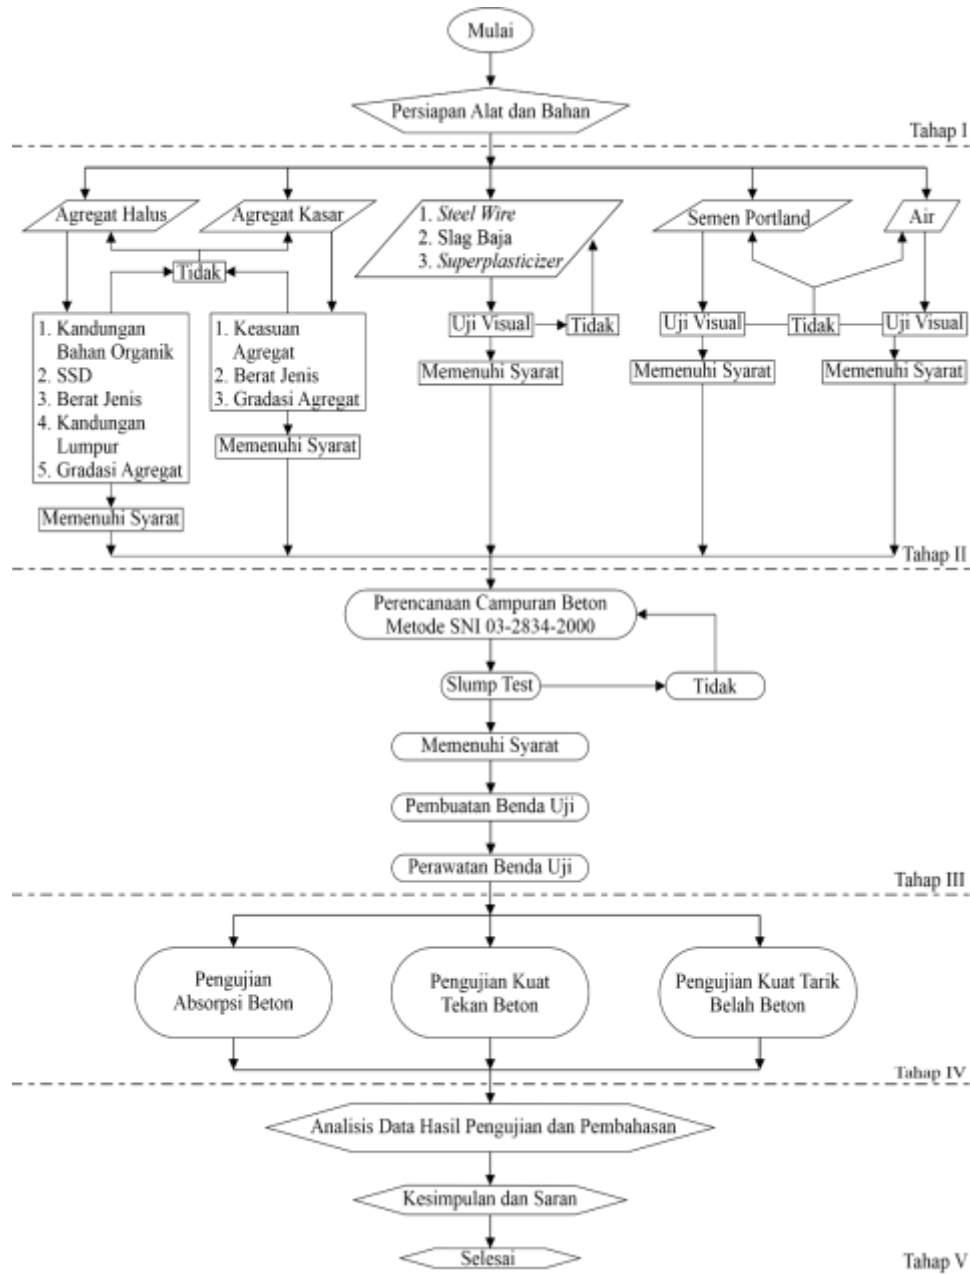 Mulai
Persiapan Alat dan Bahan
Tahap I
Agregat Halus
Agregat Kasar
1. Steel Wire
2. Slag Baja
3. Superplasticizer
Semen Portland
Air
Tidak
1. Kandungan
Bahan Organik
2. SSD
3. Berat Jenis
4. Kandungan
Lumpur
5. Gradasi Agregat
Memenuhi Syarat
1. Keasuan
Agregat
2. Berat Jenis
3. Gradasi Agregat
Memenuhi Syarat
Uji Visual
Tidak
Memenuhi Syarat
Uji Visual
Tidak
Uji Visual
Memenuhi Syarat
Memenuhi Syarat
Tahap II
Perencanaan Campuran Beton
Metode SNI 03-2834-2000
Slump Test
Tidak
Memenuhi Syarat
Pembuatan Benda Uji
Perawatan Benda Uji
Tahap III
Pengujian
Absorpsi Beton
Pengujian Kuat
Tekan Beton
Pengujian Kuat Tarik
Belah Beton
Tahap IV
Analisis Data Hasil Pengujian dan Pembahasan
Kesimpulan dan Saran
Selesai
Tahap V